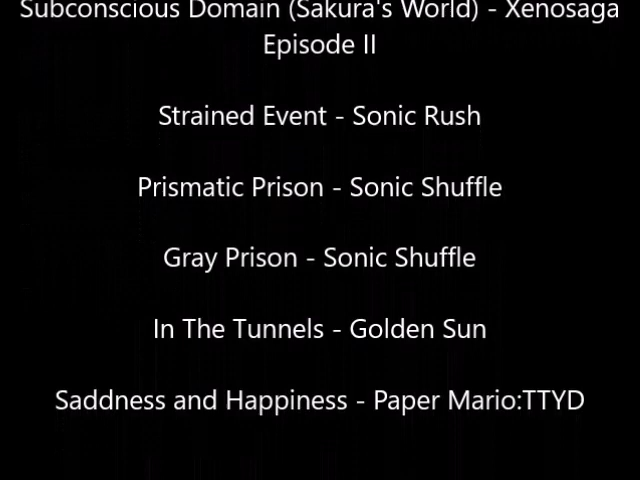 Subconscious Domain (Sakura's World) - Xenosaga
Episode II
Strained Event - Sonic Rush
Prismatic Prison - Sonic Shuffle
Gray Prison - Sonic Shuffle
In The Tunnels - Golden Sun
Saddness and Happiness - Paper Mario:TTYD